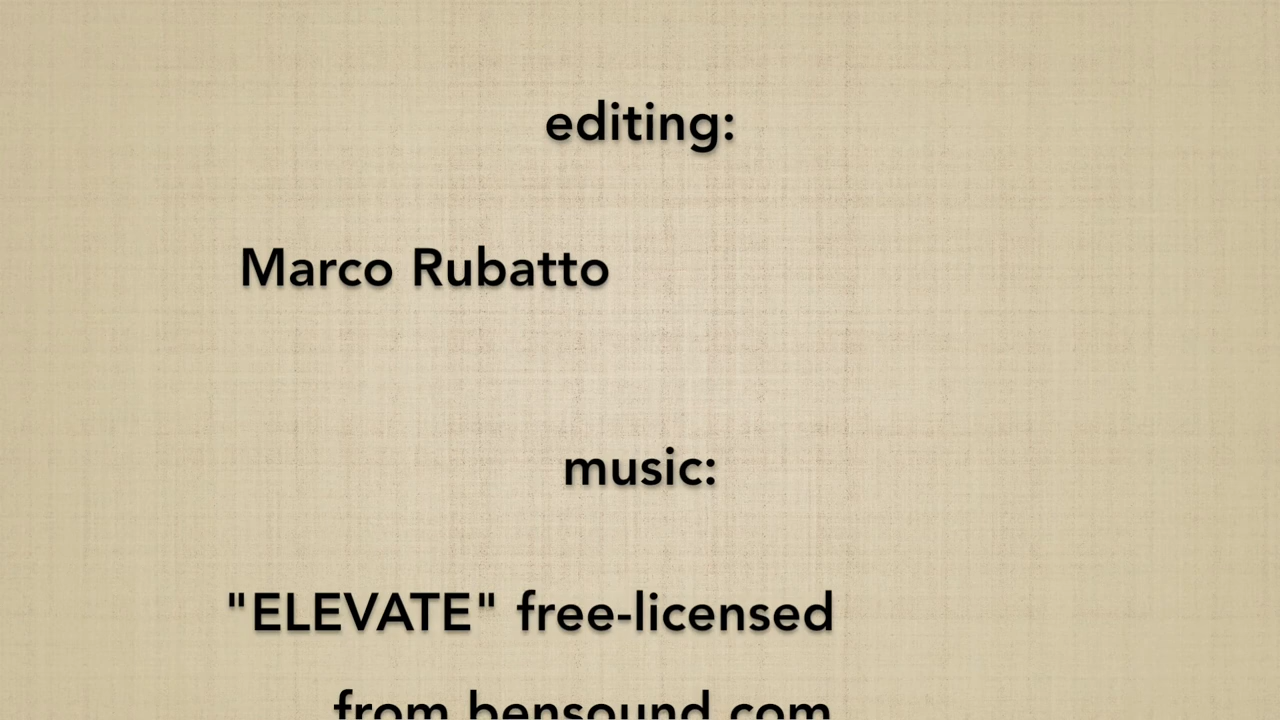 editing:
Marco Rubatto
music:
"ELEVATE" free-licensed
from bensound.com